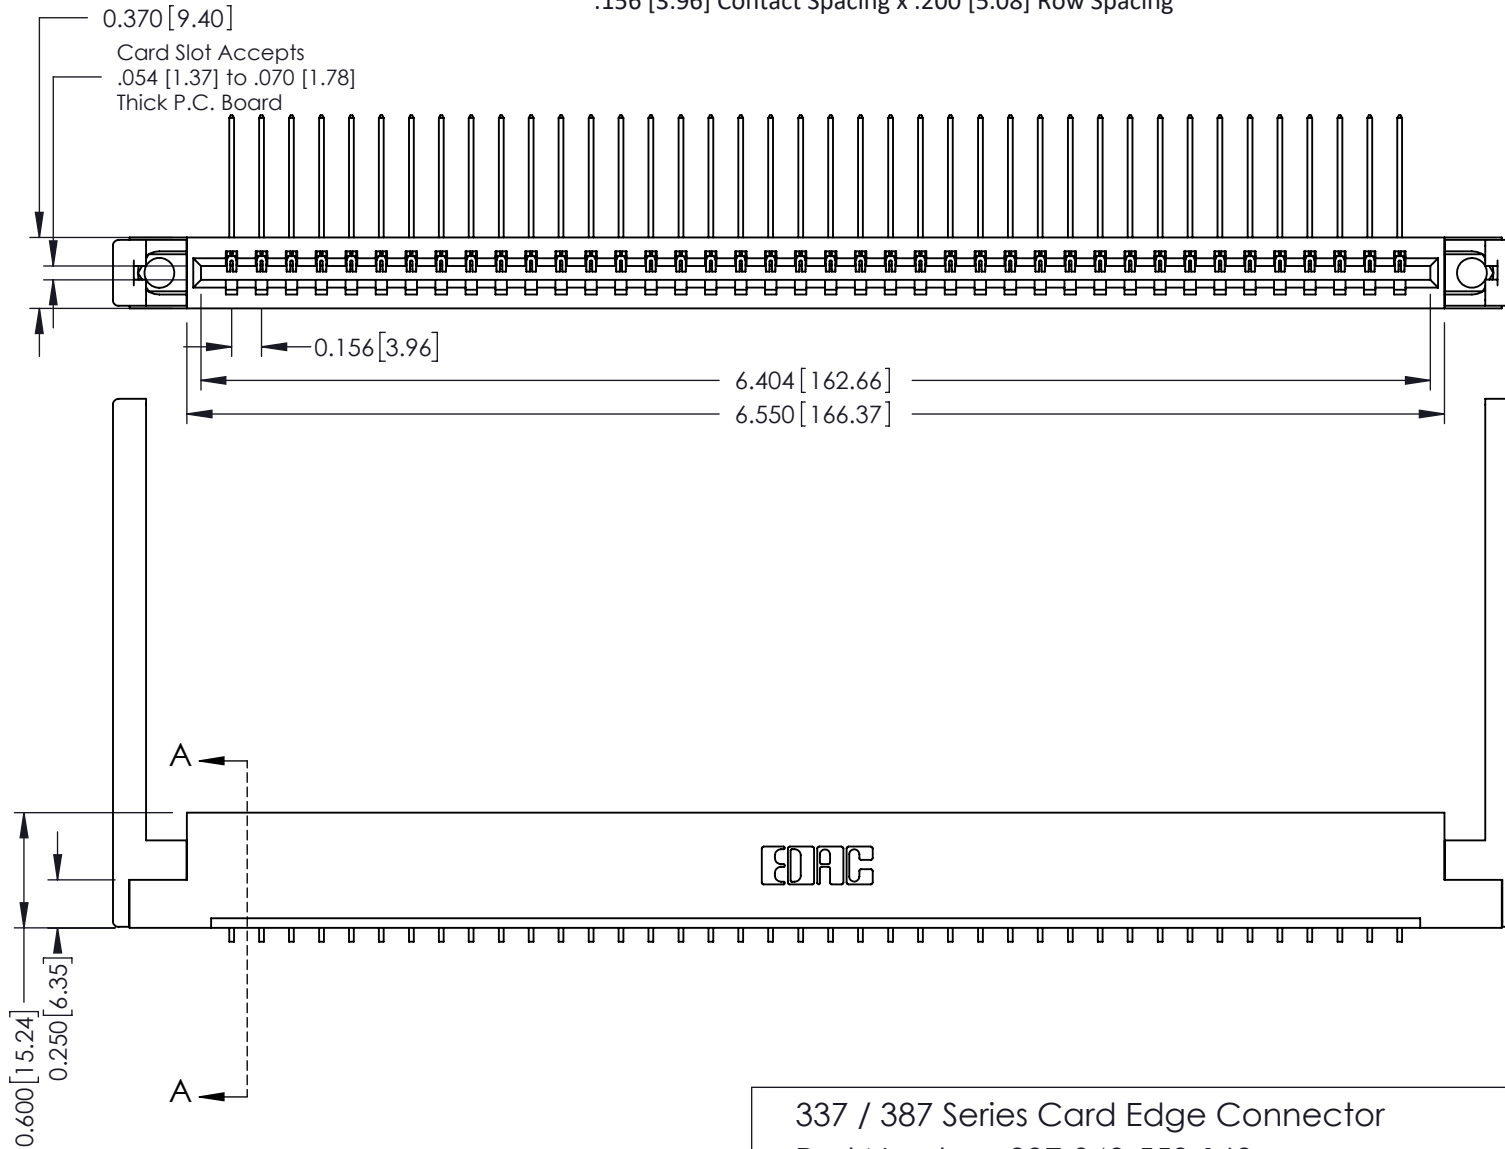 .156 [3.96] Contact Spacing x .200 [5.08] Row Spacing
0.370 [9.40]
Card Slot Accepts
.054 [1.37] to .070 [1.78]
Thick P.C. Board
0.156 [3.96]
6.404 [162.66]
6.550 [166.37]
A
EDAC
0.250 [6.35]
0.600 [15.24]
A
337 / 387 Series Card Edge Connector